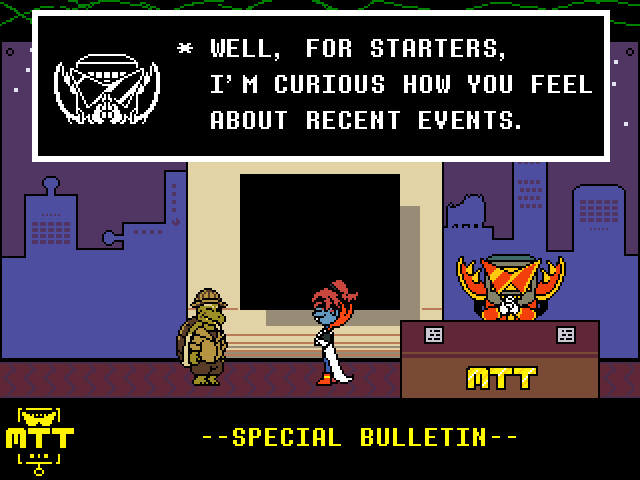 * WELL, FOR STARTERS,
I'M CURIOUS HOW YOU FEEL
ABOUT RECENT EVENTS.
MTT
MTT
--SPECIAL BULLETIN--